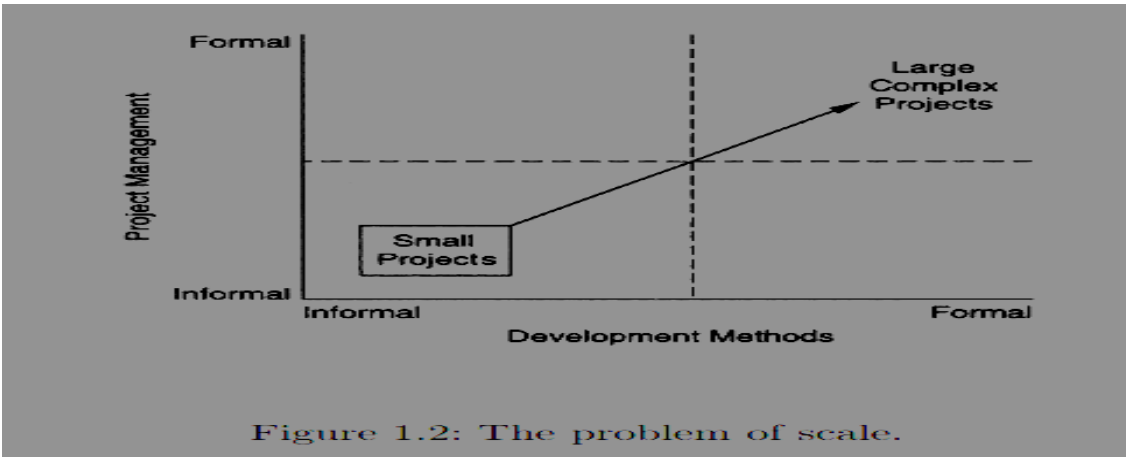 Formal
Large
Complex
Projects
Project Management
Small
Projects
Informal
Informal
Formal
Development Methods
Figure 1.2: The problem of scale.